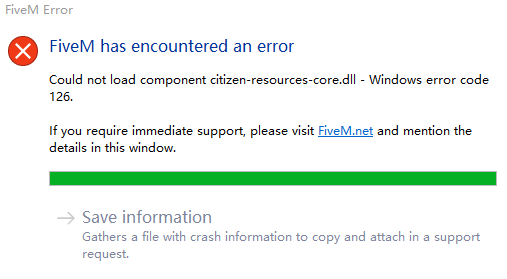 FiveM Error
FiveM has encountered an error
Could not load component citizen-resources-core.dll - Windows error code
126.
If you require immediate support, please visit FiveM.net and mention the
details in this window.
Save information
Gathers a file with crash information to copy and attach in a support
request.